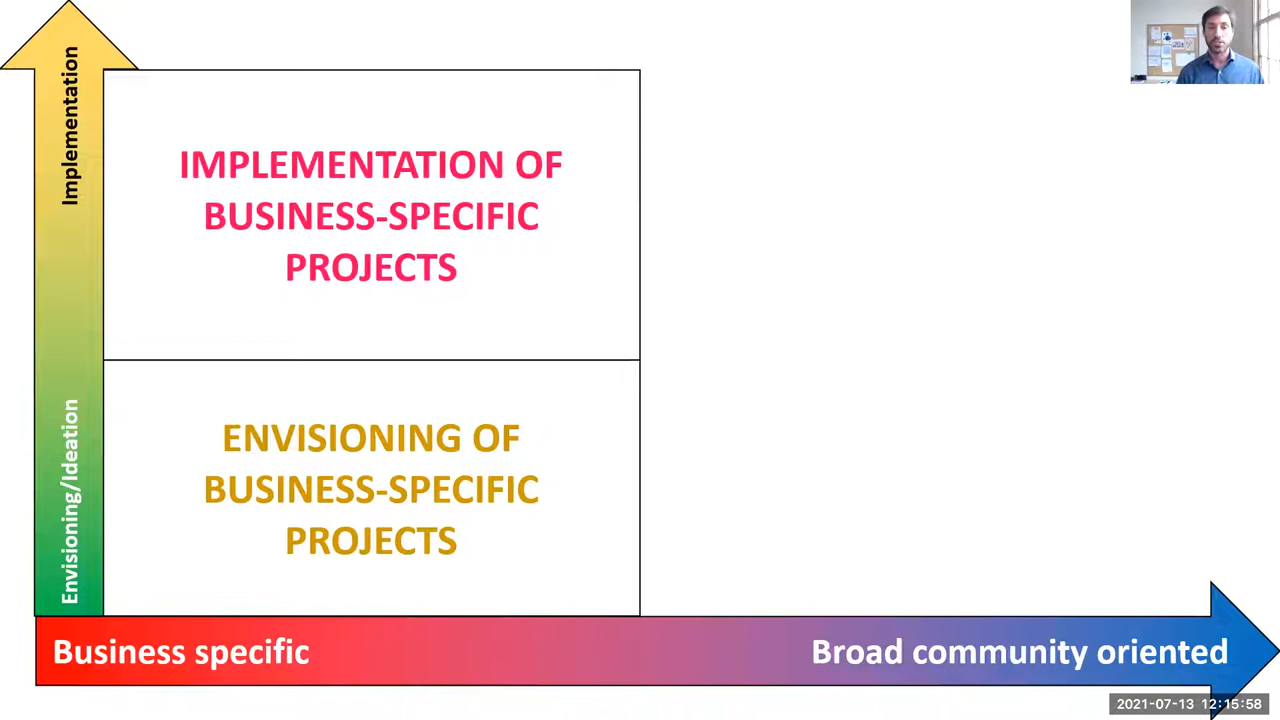 Implementation
IMPLEMENTATION OF
BUSINESS-SPECIFIC
PROJECTS
Envisioning/Ideation
ENVISIONING OF
BUSINESS-SPECIFIC
PROJECTS
Business specific
Broad community oriented
2021-07-13 12:15:58